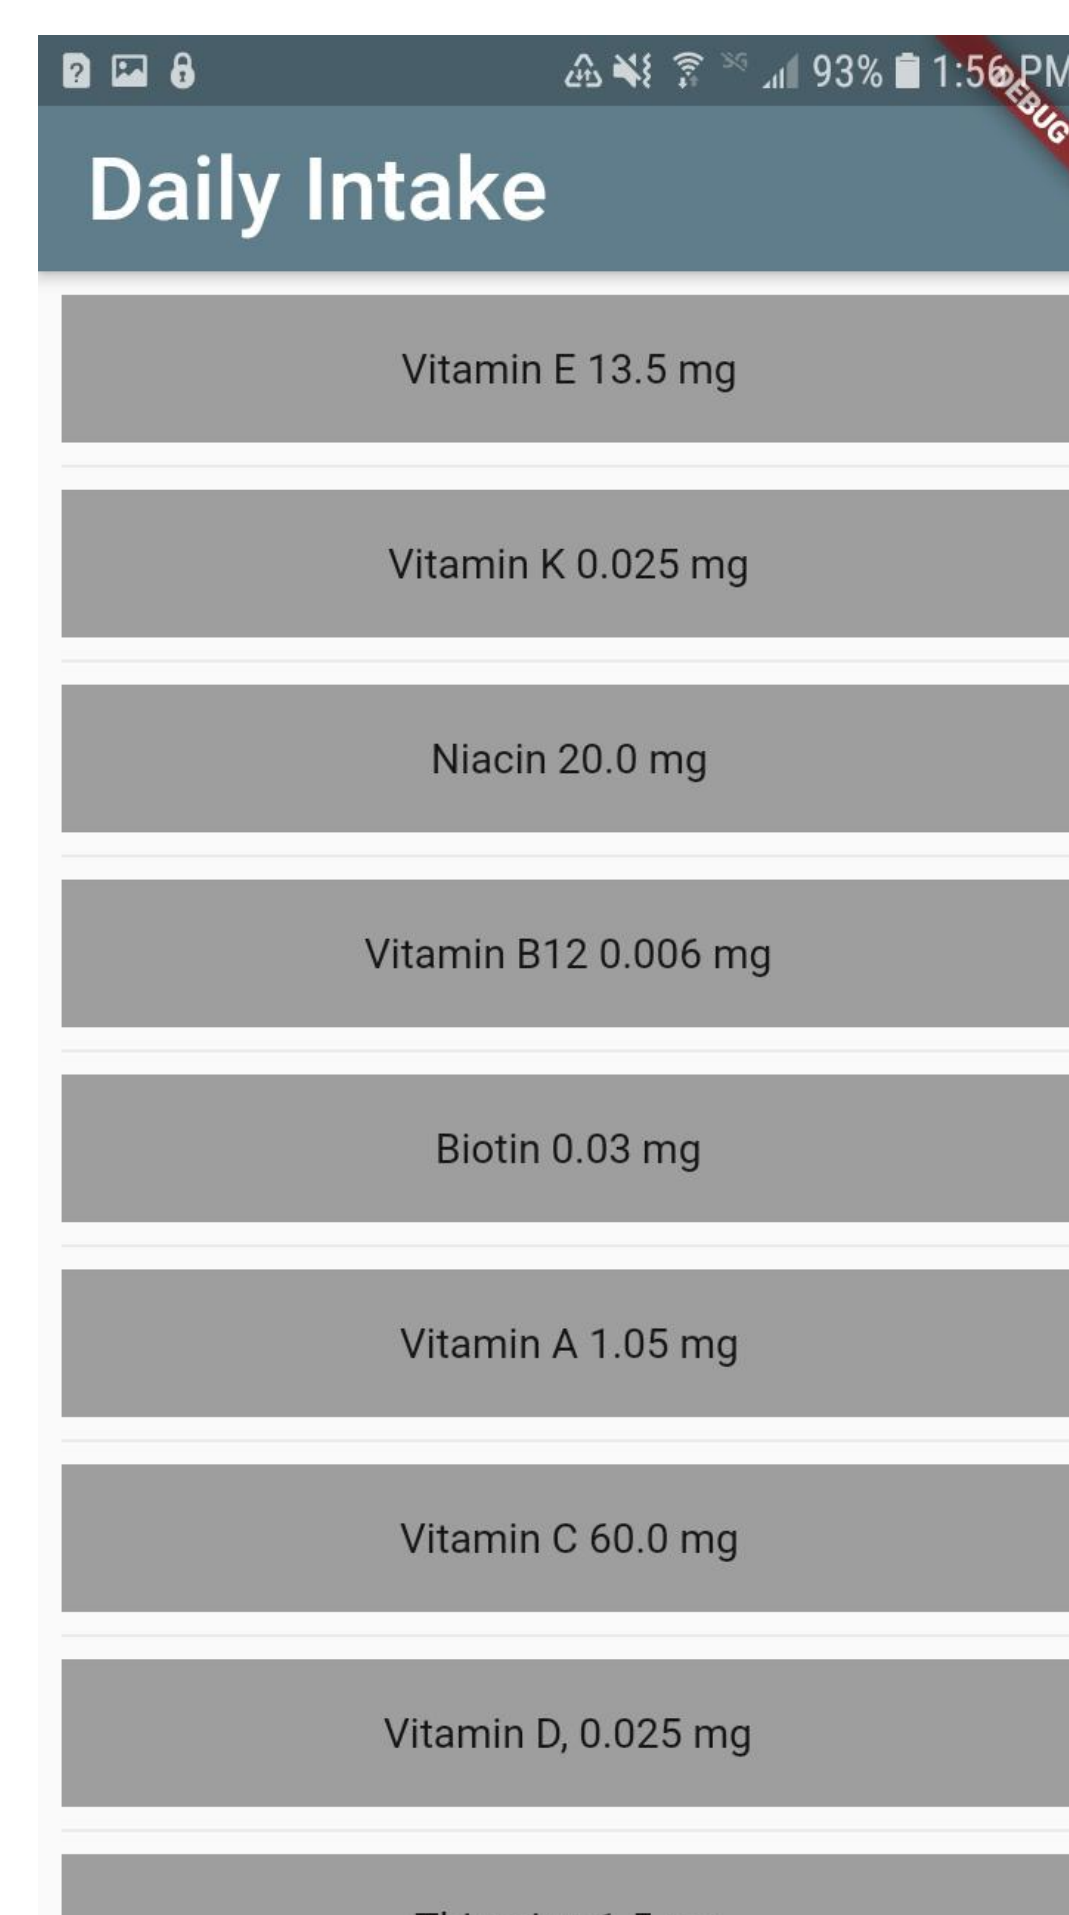 93% 1:56 PM
DEBUG
Daily Intake
Vitamin E 13.5 mg
Vitamin K 0.025 mg
Niacin 20.0 mg
Vitamin B12 0.006 mg
Biotin 0.03 mg
Vitamin A 1.05 mg
Vitamin C 60.0 mg
Vitamin D, 0.025 mg